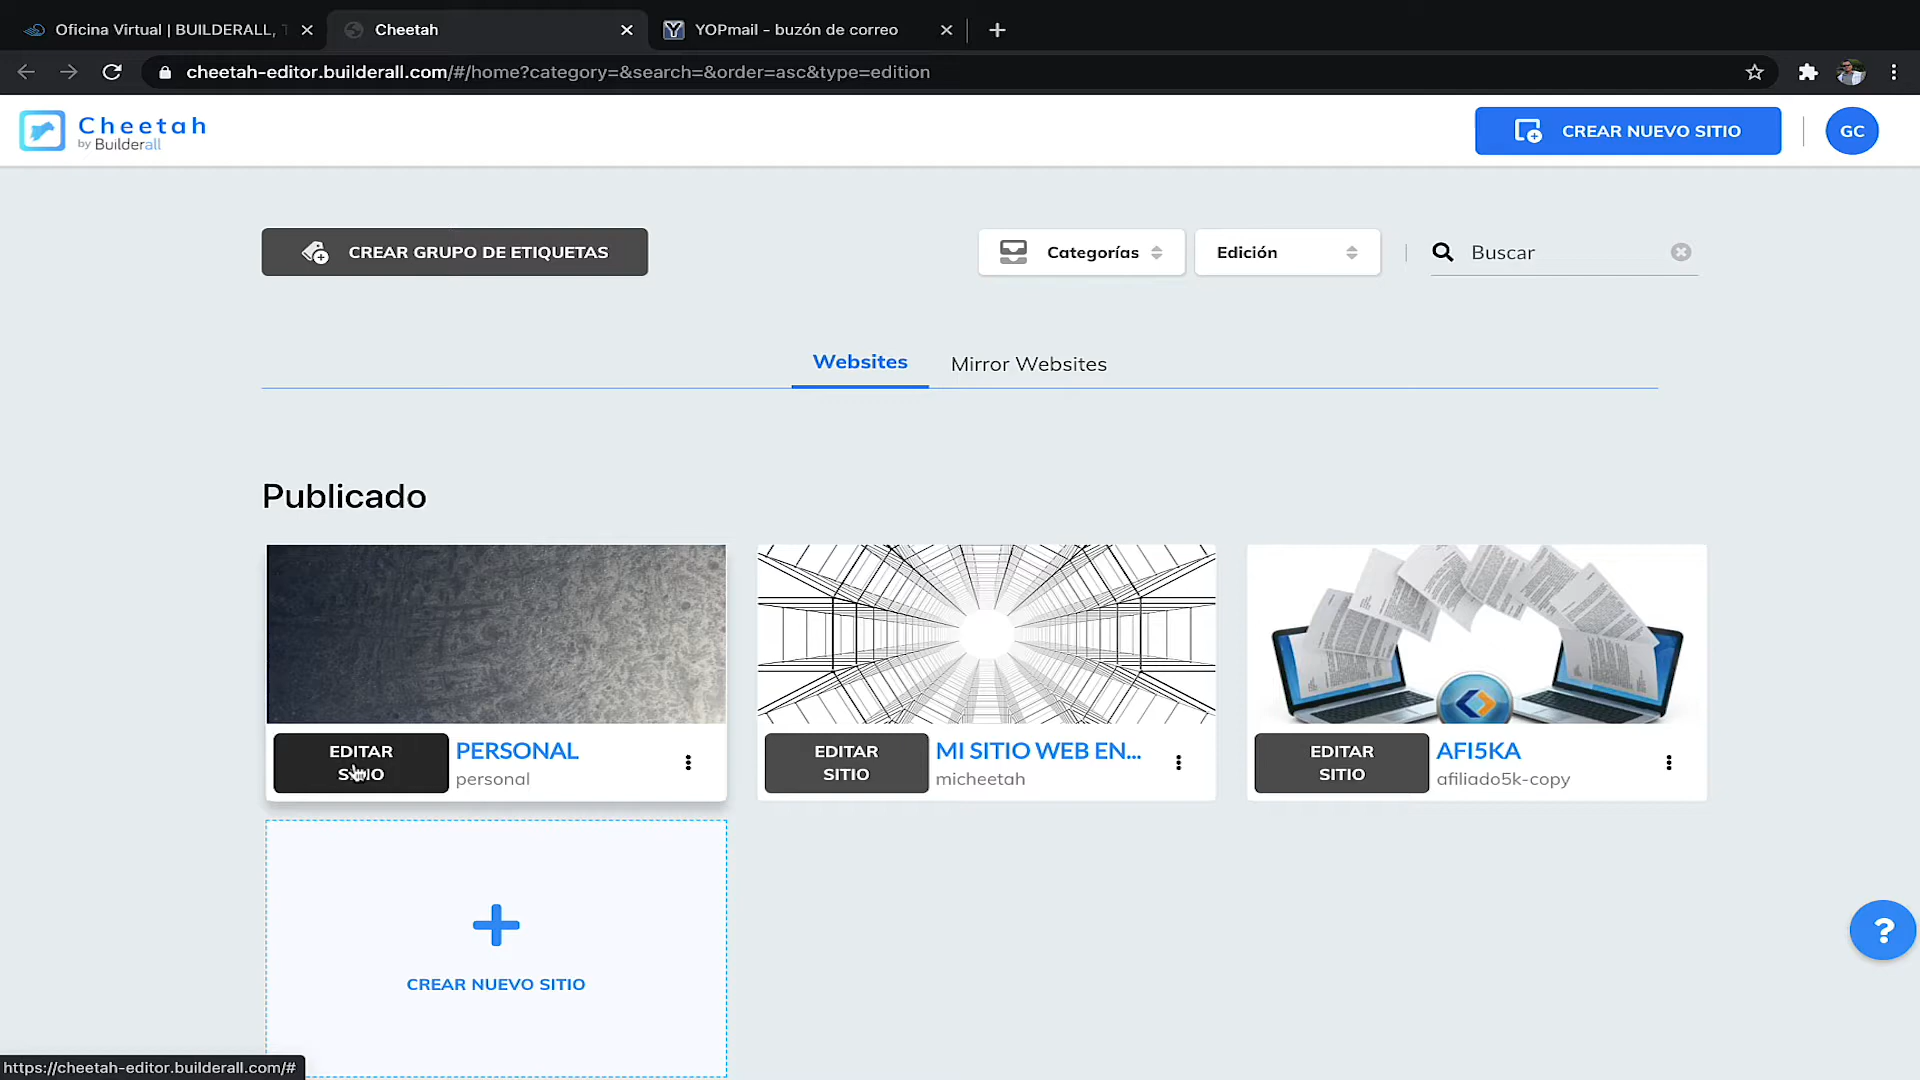 Oficina Virtual | BUILDERALL,
Cheetah
YOPmail - buzón de correo
cheetah-editor.builderall.com/#/home?category=&search=&order=asc&type=edition
Cheetah
by Builderall
CREAR NUEVO SITIO
GC
CREAR GRUPO DE ETIQUETAS
Categorías
Edición
Buscar
Websites
Mirror Websites
Publicado
EDITAR
SITIO
PERSONAL
personal
EDITAR
SITIO
MI SITIO WEB EN...
micheetah
EDITAR
SITIO
AFI5KA
afiliado5k-copy
CREAR NUEVO SITIO
?
https://cheetah-editor.builderall.com/#